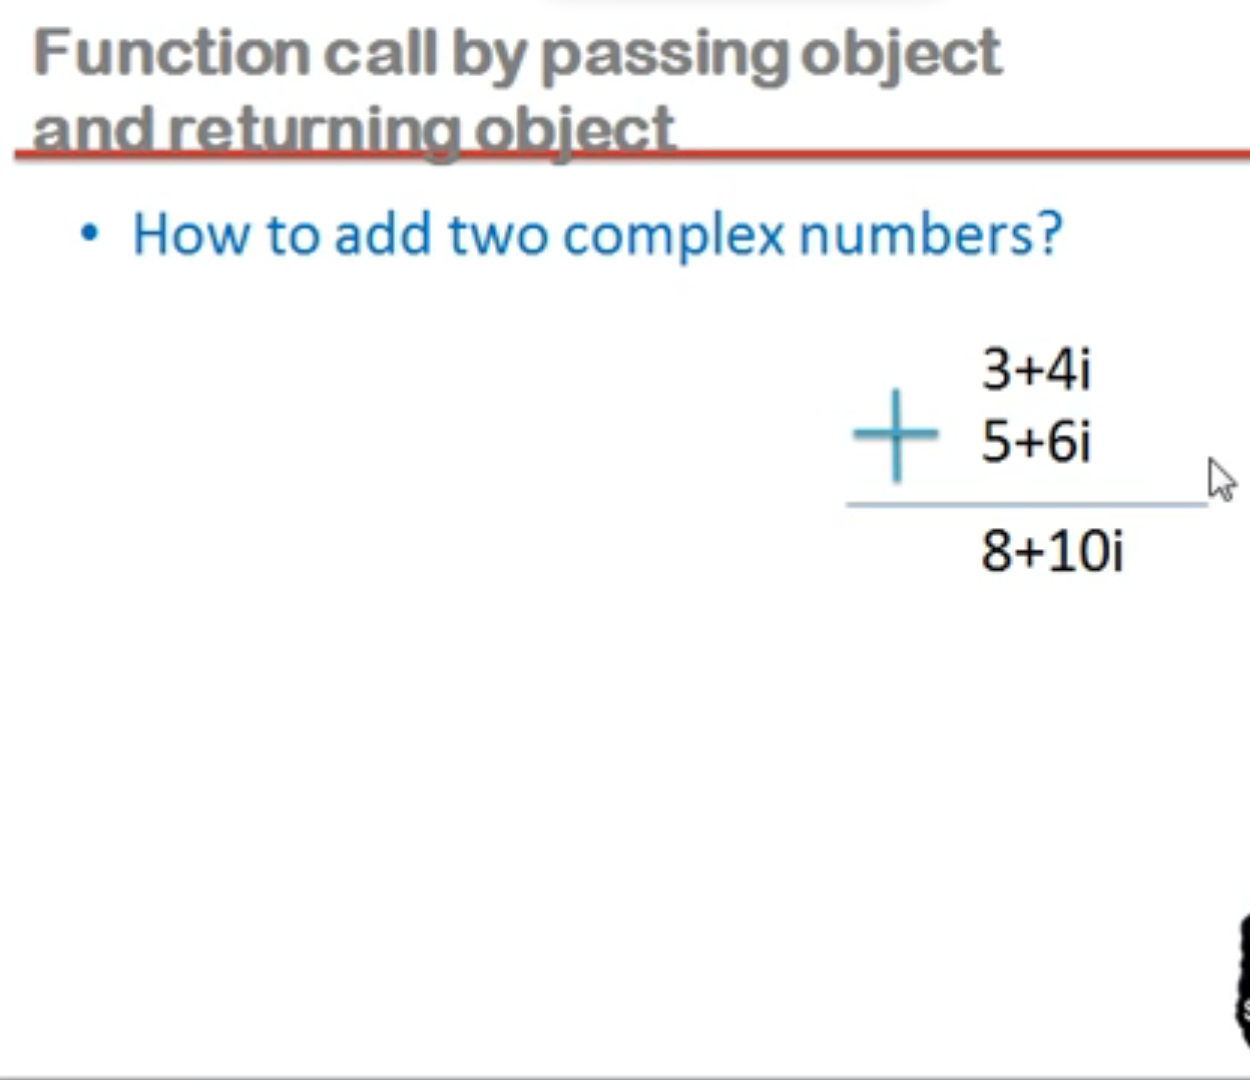 Function call by passing object
and returning object
• How to add two complex numbers?
3+4i
+ 5+6i
8+10i